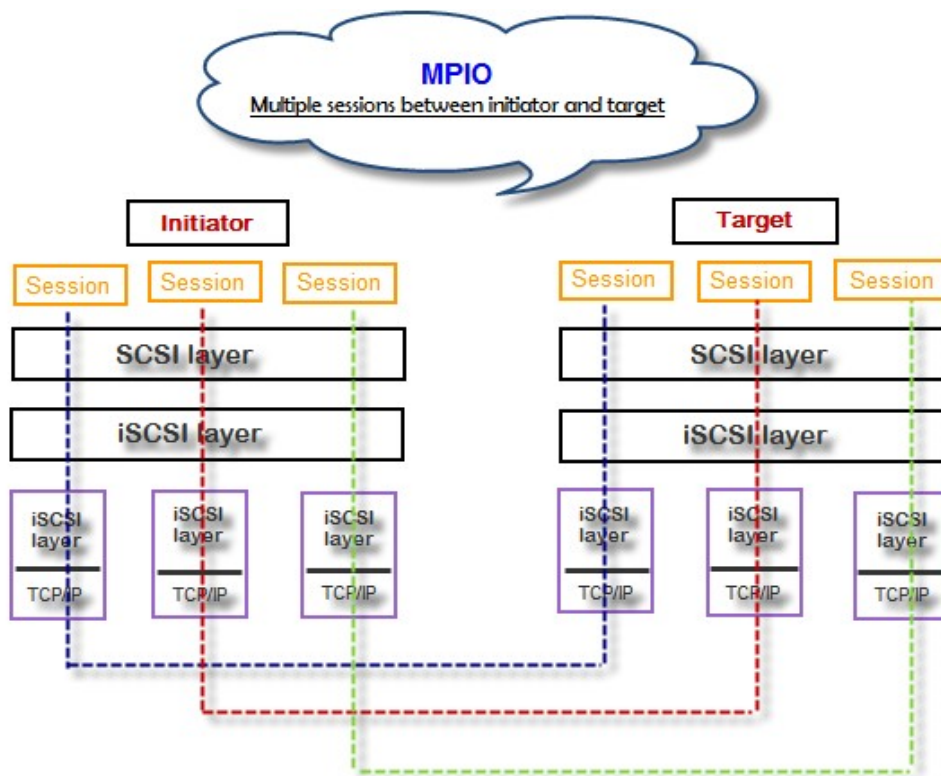 MPIO
Multiple sessions between initiator and target
Initiator
Target
Session
Session
Session
Session
Session
Session
SCSI layer
SCSI layer
iSCSI layer
iSCSI layer
iSCSI
layer
TCP/IP
iSCSI
layer
TCP/IP
iSCSI
layer
TCP/IP
iSCSI
layer
TCP/IP
iSCSI
layer
TCP/IP
iSCSI
layer
TCP/IP